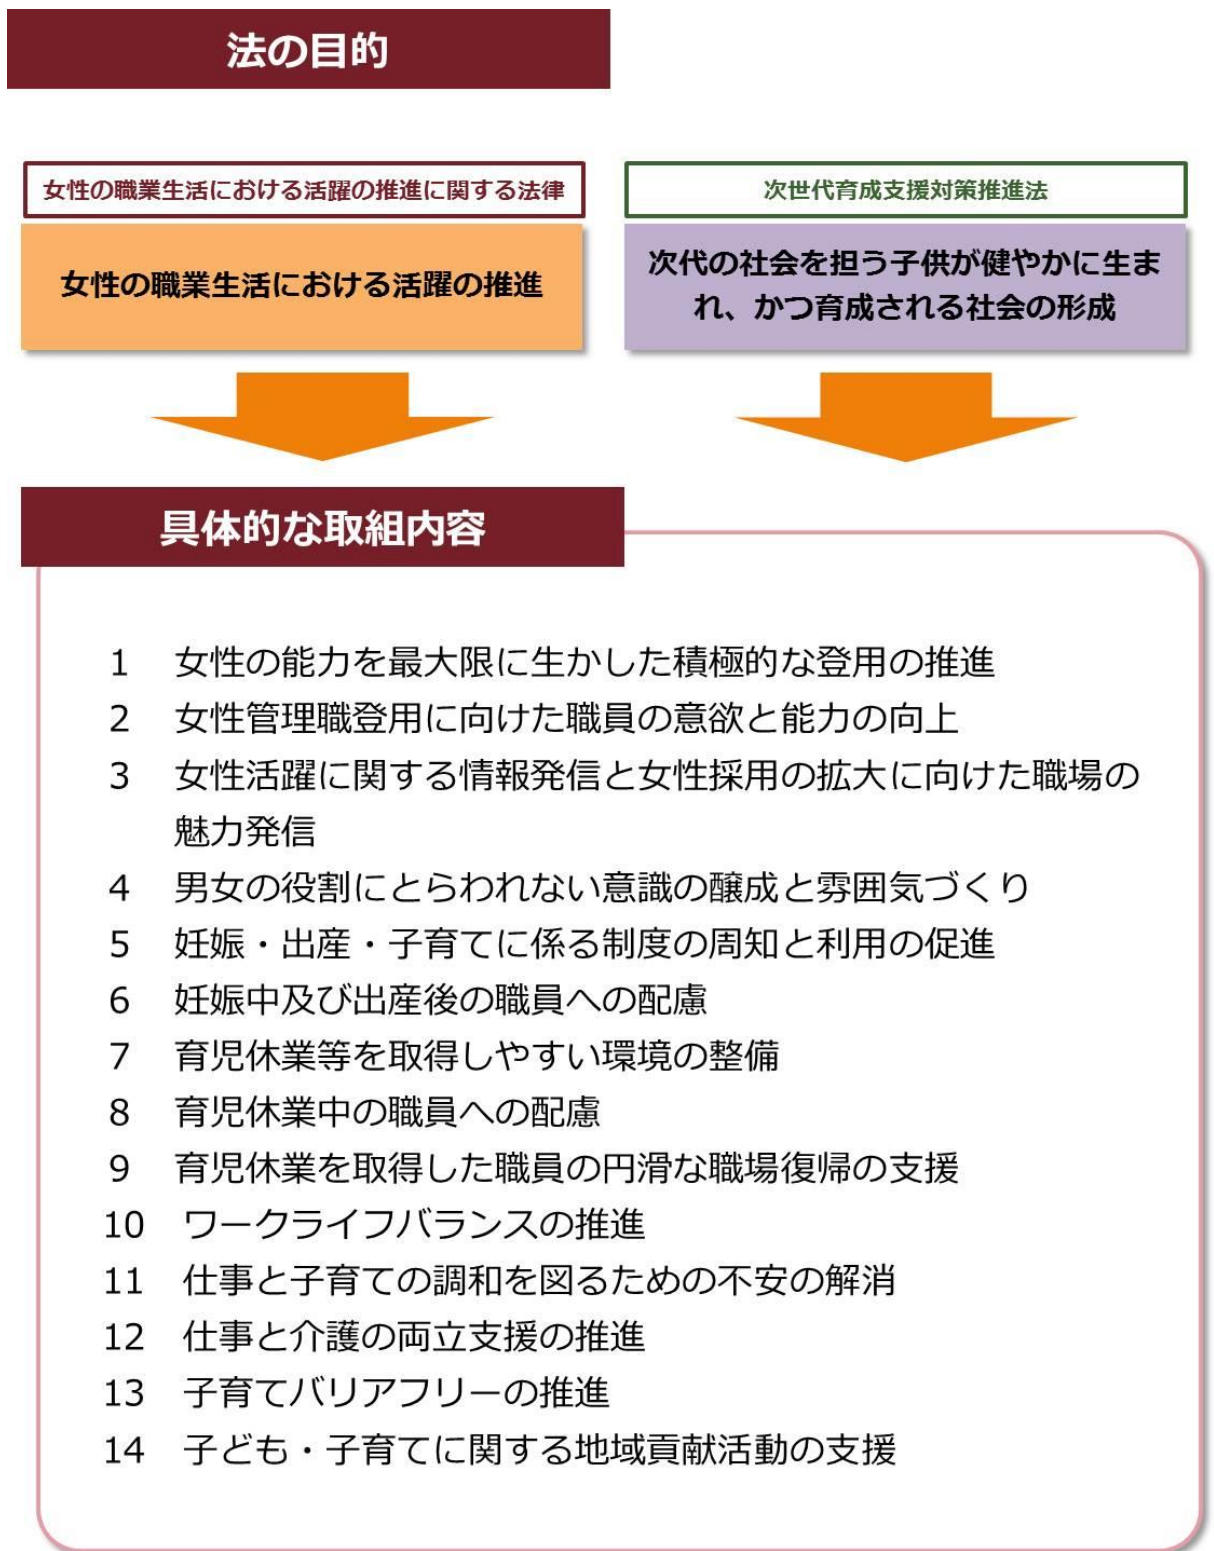 法の目的
女性の職業生活における活躍の推進に関する法律
女性の職業生活における活躍の推進
次世代育成支援対策推進法
次代の社会を担う子供が健やかに生ま
れ、かつ育成される社会の形成
具体的な取組内容
1 女性の能力を最大限に生かした積極的な登用の推進
2 女性管理職登用に向けた職員の意欲と能力の向上
3 女性活躍に関する情報発信と女性採用の拡大に向けた職場の
魅力発信
4 男女の役割にとらわれない意識の醸成と雰囲気づくり
5 妊娠・出産・子育てに係る制度の周知と利用の促進
6 妊娠中及び出産後の職員への配慮
7 育児休業等を取得しやすい環境の整備
8 育児休業中の職員への配慮
9 育児休業を取得した職員の円滑な職場復帰の支援
10 ワークライフバランスの推進
11 仕事と子育ての調和を図るための不安の解消
12 仕事と介護の両立支援の推進
13 子育てバリアフリーの推進
14 子ども・子育てに関する地域貢献活動の支援